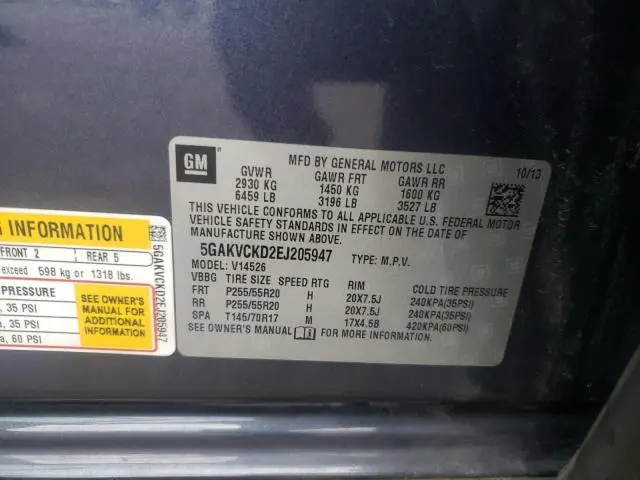 GM
MFD BY GENERAL MOTORS LLC
10/13
GVWR GAWR FRT GAWR RR
2930 KG 1450 KG 1600 KG
6459 LB 3196 LB 3527 LB
THIS VEHICLE CONFORMS TO ALL APPLICABLE U.S. FEDERAL MOTOR
VEHICLE SAFETY STANDARDS IN EFFECT ON THE DATE OF
MANUFACTURE SHOWN ABOVE.
5GAKVCKD2EJ205947 TYPE: M.P.V.
MODEL: V14526
VBBG TIRE SIZE SPEED RTG RIM COLD TIRE PRESSURE
FRT P255/55R20 H 20X7.5J 240KPA(35PSI)
RR P255/55R20 H 20X7.5J 240KPA(35PSI)
SPA T145/70R17 M 17X4.5B 420KPA(60PSI)
SEE OWNER'S MANUAL FOR MORE INFORMATION.
INFORMATION
FRONT 2 REAR 5
exceed 598 kg or 1318 lbs.
PRESSURE
, 35 PSI
a, 35 PSI
a, 60 PSI
SEE OWNER'S
MANUAL FOR
ADDITIONAL
INFORMATION
5GAKVCKD2EJ205947